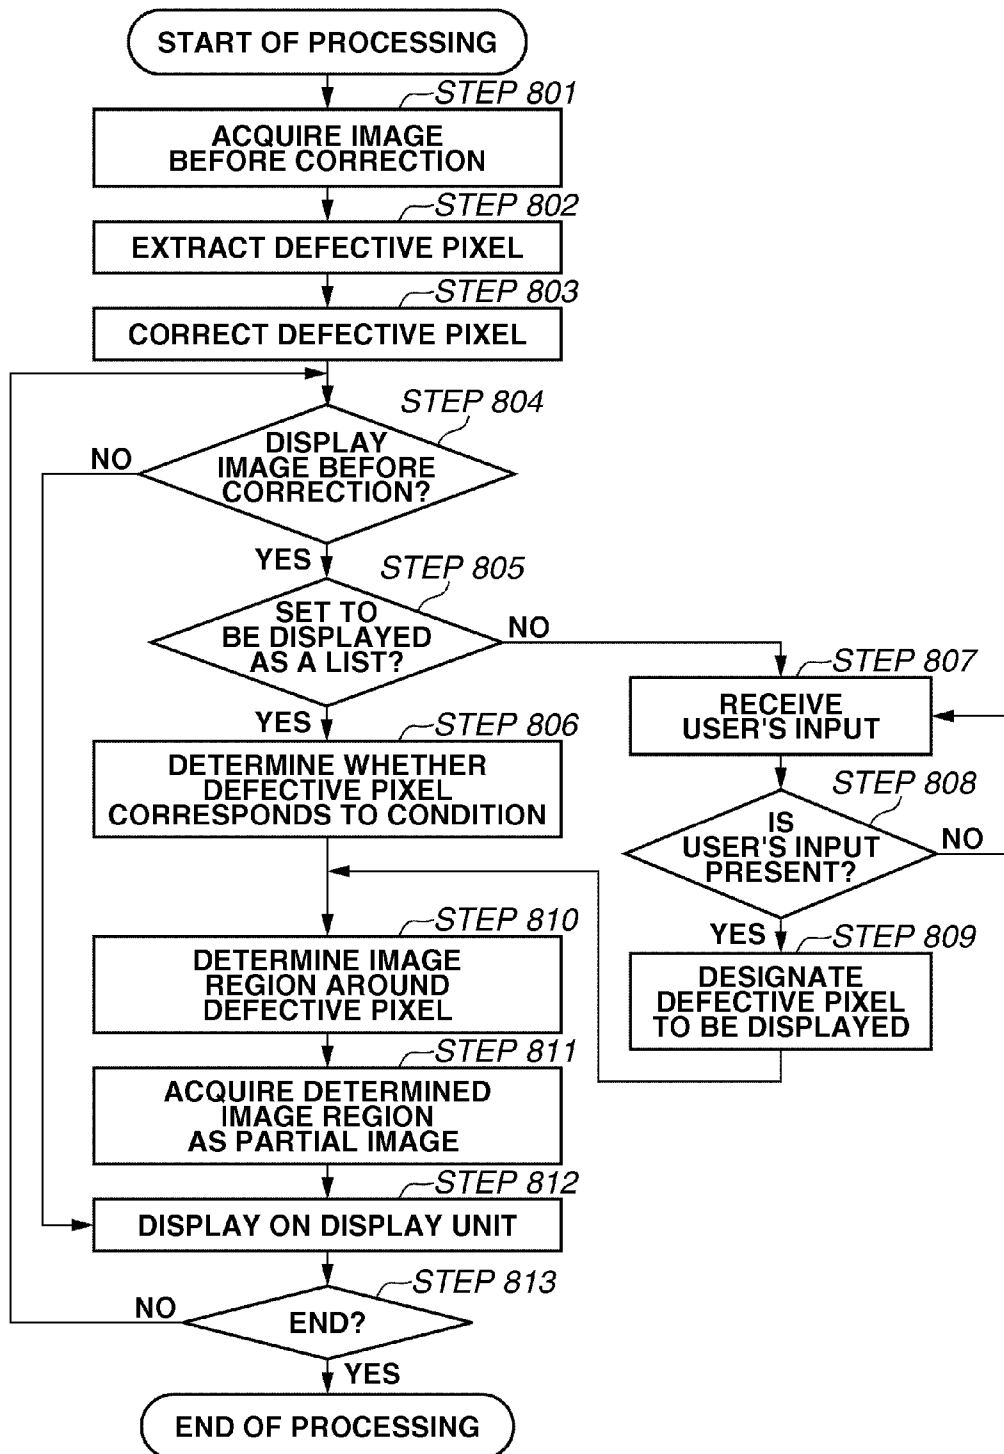 START OF PROCESSING
STEP 801
ACQUIRE IMAGE
BEFORE CORRECTION
STEP 802
EXTRACT DEFECTIVE PIXEL
STEP 803
CORRECT DEFECTIVE PIXEL
STEP 804
DISPLAY
IMAGE BEFORE
CORRECTION?
NO
YES
STEP 805
SET TO
BE DISPLAYED
AS A LIST?
NO
YES
STEP 806
DETERMINE WHETHER
DEFECTIVE PIXEL
CORRESPONDS TO CONDITION
STEP 807
RECEIVE
USER'S INPUT
STEP 808
IS
USER'S INPUT
PRESENT?
NO
YES
STEP 809
DESIGNATE
DEFECTIVE PIXEL
TO BE DISPLAYED
STEP 810
DETERMINE IMAGE
REGION AROUND
DEFECTIVE PIXEL
STEP 811
ACQUIRE DETERMINED
IMAGE REGION
AS PARTIAL IMAGE
STEP 812
DISPLAY ON DISPLAY UNIT
STEP 813
END?
NO
YES
END OF PROCESSING